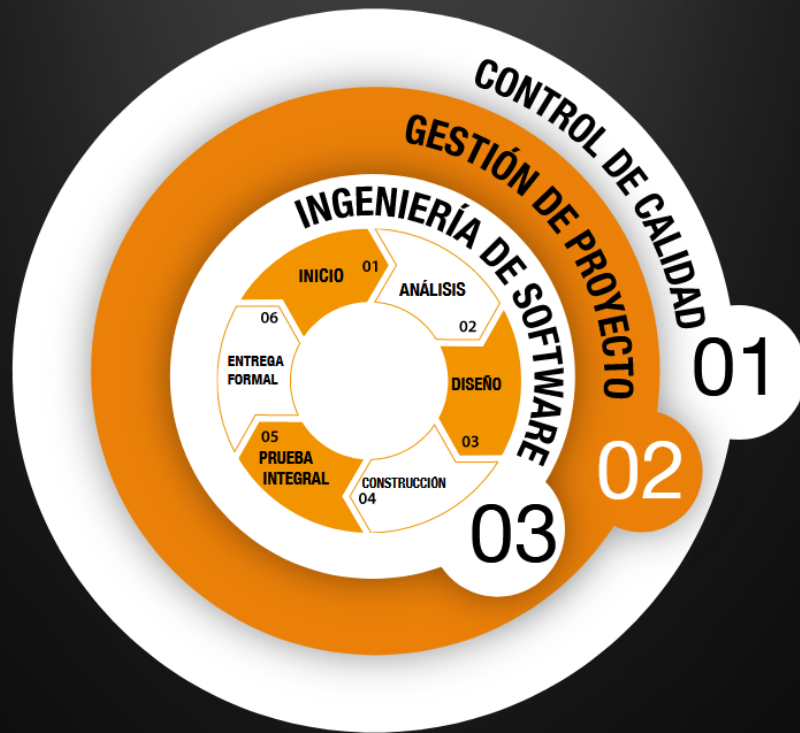 CONTROL DE CALIDAD
01
GESTIÓN DE PROYECTO
02
INGENIERÍA DE SOFTWARE
03
INICIO 01
ANÁLISIS
02
DISEÑO
03
CONSTRUCCIÓN
04
05
PRUEBA
INTEGRAL
06
ENTREGA
FORMAL